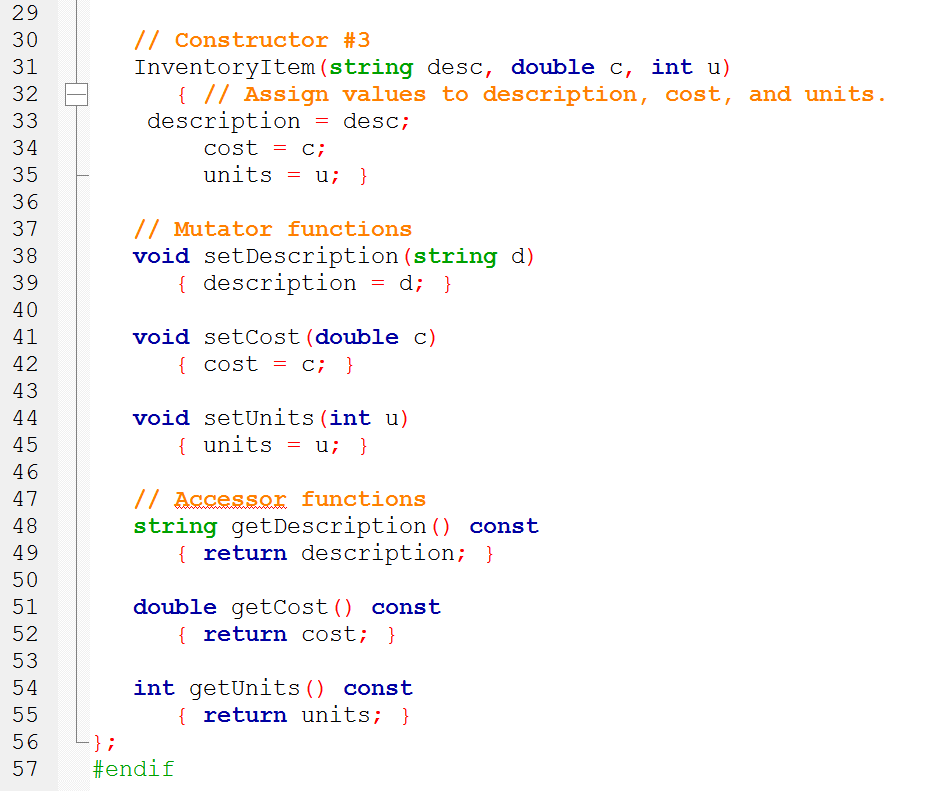 29
30 // Constructor #3
31 InventoryItem(string desc, double c, int u)
32 { // Assign values to description, cost, and units.
33 description = desc;
34 cost = c;
35 units = u; }
36
37 // Mutator functions
38 void setDescription(string d)
39 { description = d; }
40
41 void setCost(double c)
42 { cost = c; }
43
44 void setUnits(int u)
45 { units = u; }
46
47 // Accessor functions
48 string getDescription() const
49 { return description; }
50
51 double getCost() const
52 { return cost; }
53
54 int getUnits() const
55 { return units; }
56 };
57 #endif